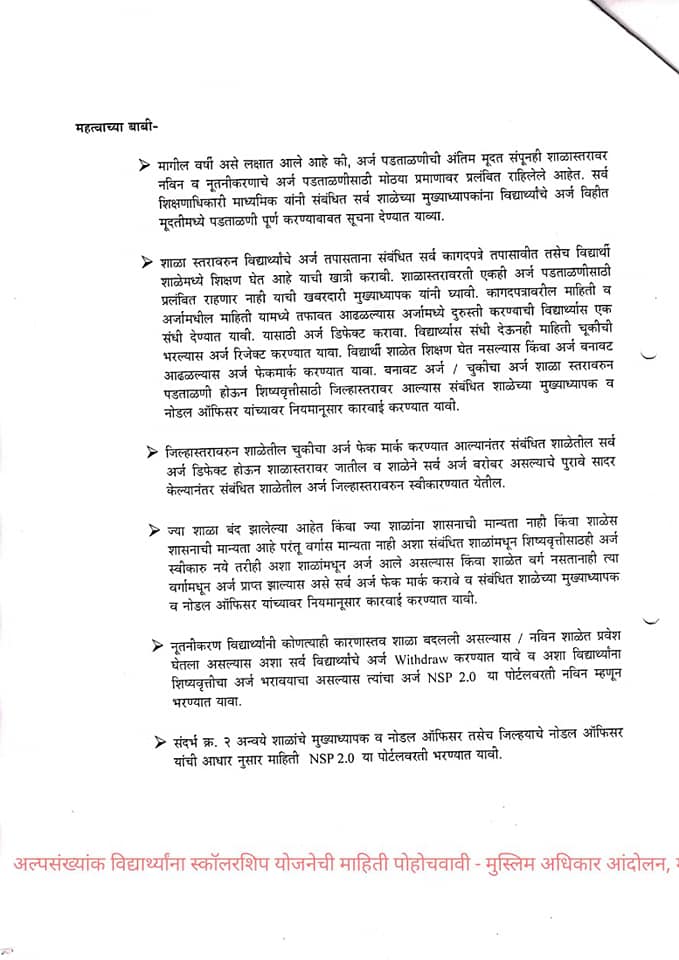 महत्वाच्या बाबी-
➢ मागील वर्षी असे लक्षात आले आहे की, अर्ज पडताळणीची अंतिम मूदत संपूनही शाळास्तरावर
नविन व नूतनीकरणाचे अर्ज पडताळणीसाठी मोठया प्रमाणावर प्रलंबित राहिलेले आहेत. सर्व
शिक्षणाधिकारी माध्यमिक यांनी संबंधित सर्व शाळेच्या मुख्याध्यापकांना विद्यार्थ्यांचे अर्ज विहीत
मूदतीमध्ये पडताळणी पूर्ण करण्याबाबत सूचना देण्यात याव्या.
➢ शाळा स्तरावरुन विद्यार्थ्यांचे अर्ज तपासताना संबंधित सर्व कागदपत्रे तपासावीत तसेच विद्यार्थी
शाळेमध्ये शिक्षण घेत आहे याची खात्री करावी. शाळास्तरावरती एकही अर्ज पडताळणीसाठी
प्रलंबित राहणार नाही याची खबरदारी मुख्याध्यापक यांनी घ्यावी. कागदपत्रावरील माहिती व
अर्जामधील माहिती यामध्ये तफावत आढळल्यास अर्जामध्ये दुरुस्ती करण्याची विद्यार्थ्यास एक
संधी देण्यात यावी. यासाठी अर्ज डिफेक्ट करावा. विद्यार्थ्यास संधी देऊनही माहिती चूकीची
भरल्यास अर्ज रिजेक्ट करण्यात यावा. विद्यार्थी शाळेत शिक्षण घेत नसल्यास किंवा अर्ज बनावट
आढळल्यास अर्ज फेकमार्क करण्यात यावा. बनावट अर्ज / चुकीचा अर्ज शाळा स्तरावरुन
पडताळणी होऊन शिष्यवृत्तीसाठी जिल्हास्तरावर आल्यास संबंधित शाळेच्या मुख्याध्यापक व
नोडल ऑफिसर यांच्यावर नियमानूसार कारवाई करण्यात यावी.
➢ जिल्हास्तरावरुन शाळेतील चुकीचा अर्ज फेक मार्क करण्यात आल्यानंतर संबंधित शाळेतील सर्व
अर्ज डिफेक्ट होऊन शाळास्तरावर जातील व शाळेने सर्व अर्ज बरोबर असल्याचे पुरावे सादर
केल्यानंतर संबंधित शाळेतील अर्ज जिल्हास्तरावरुन स्वीकारण्यात येतील.
➢ ज्या शाळा बंद झालेल्या आहेत किंवा ज्या शाळांना शासनाची मान्यता नाही किंवा शाळेस
शासनाची मान्यता आहे परंतू वर्गास मान्यता नाही अशा संबंधित शाळांमधून शिष्यवृत्तीसाठीही अर्ज
स्वीकारु नये तरीही अशा शाळांमधून अर्ज आले असल्यास किंवा शाळेत वर्ग नसतानाही त्या
वर्गामधून अर्ज प्राप्त झाल्यास असे सर्व अर्ज फेक मार्क करावे व संबंधित शाळेच्या मुख्याध्यापक
व नोडल ऑफिसर यांच्यावर नियमानूसार कारवाई करण्यात यावी.
➢ नूतनीकरण विद्यार्थ्यांनी कोणत्याही कारणास्तव शाळा बदलली असल्यास / नविन शाळेत प्रवेश
घेतला असल्यास अशा सर्व विद्यार्थ्यांचे अर्ज Withdraw करण्यात यावे व अशा विद्यार्थ्यांना
शिष्यवृत्तीचा अर्ज भरावयाचा असल्यास त्यांचा अर्ज NSP 2.0 या पोर्टलवरती नविन म्हणून
भरण्यात यावा.
➢ संदर्भ क्र. २ अन्वये शाळांचे मुख्याध्यापक व नोडल ऑफिसर तसेच जिल्हयाचे नोडल ऑफिसर
यांची आधार नुसार माहिती NSP 2.0 या पोर्टलवरती भरण्यात यावी.
अल्पसंख्यांक विद्यार्थ्यांना स्कॉलरशिप योजनेची माहिती पोहोचवावी - मुस्लिम अधिकार आंदोलन,